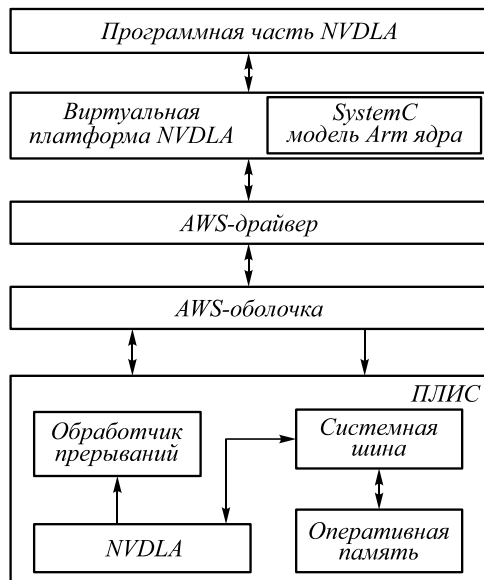 Программная часть NVDLA
Виртуальная
платформа NVDLA
SystemC
модель Arm ядра
AWS-драйвер
AWS-оболочка
ПЛИС
Обработчик
прерываний
Системная
шина
NVDLA
Оперативная
память